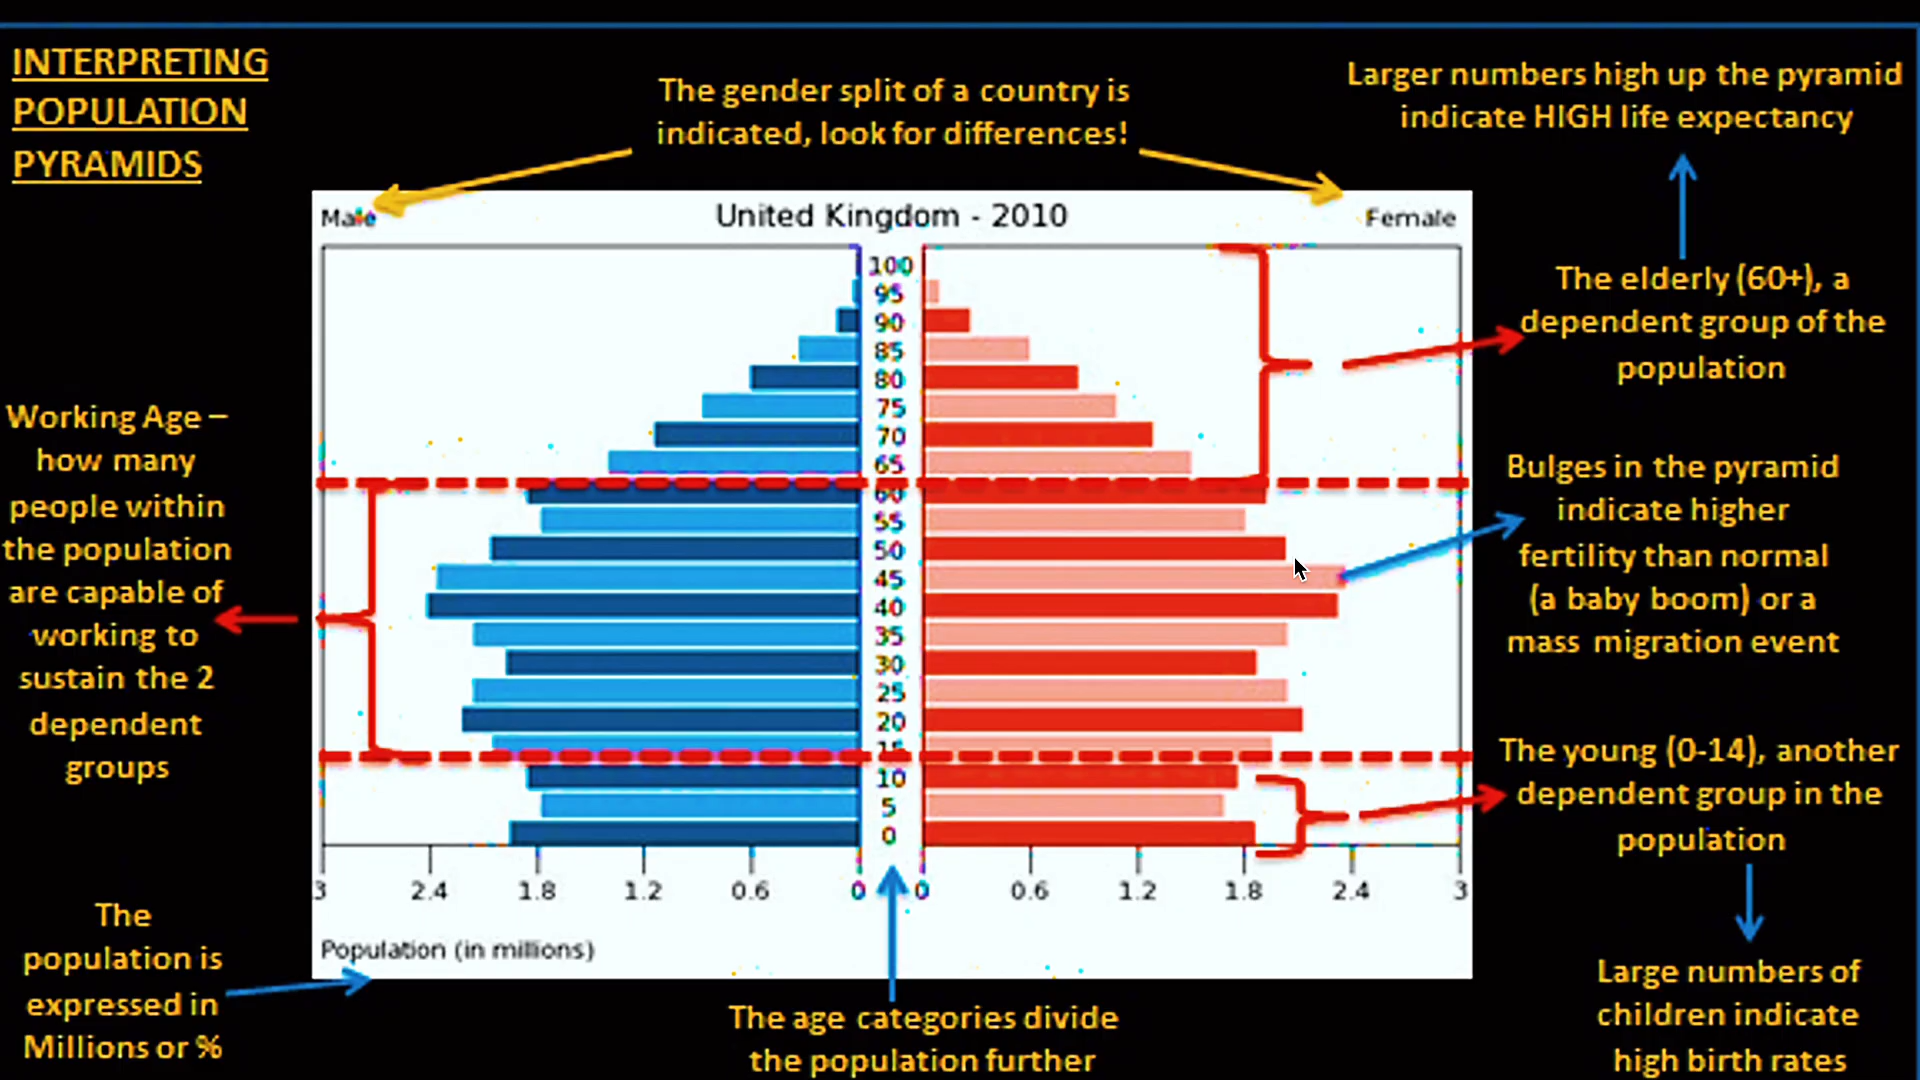 INTERPRETING
POPULATION
PYRAMIDS
The gender split of a country is
indicated, look for differences!
Larger numbers high up the pyramid
indicate HIGH life expectancy
Male
United Kingdom - 2010
Female
100
95
90
85
80
75
70
65
60
55
50
45
40
35
30
25
20
15
10
5
0
3 2.4 1.8 1.2 0.6 0 0 0.6 1.2 1.8 2.4 3
Population (in millions)
The elderly (60+), a
dependent group of the
population
Working Age –
how many
people within
the population
are capable of
working to
sustain the 2
dependent
groups
Bulges in the pyramid
indicate higher
fertility than normal
(a baby boom) or a
mass migration event
The young (0-14), another
dependent group in the
population
The
population is
expressed in
Millions or %
The age categories divide
the population further
Large numbers of
children indicate
high birth rates